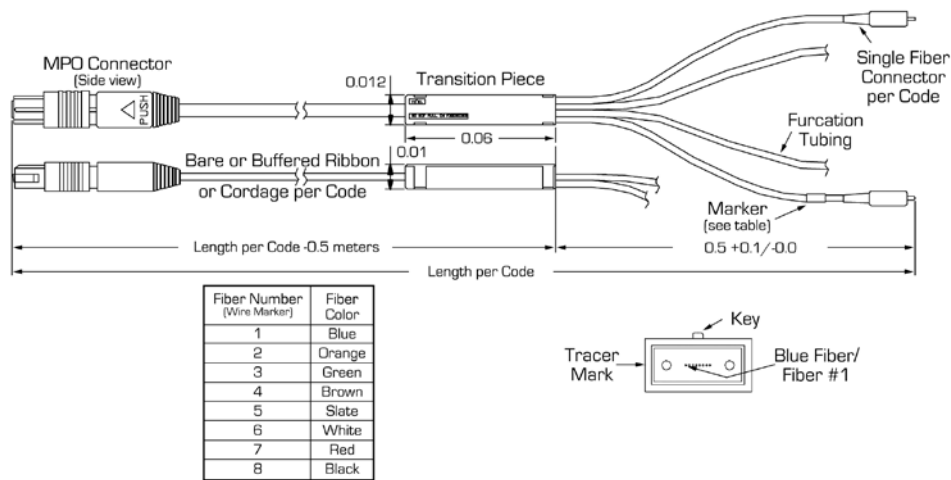 MPO Connector
(Side view)
PUSH
0.012
Transition Piece
0.06
Single Fiber
Connector
per Code
Furcation
Tubing
Bare or Buffered Ribbon
or Cordage per Code
0.01
Marker
(see table)
Length per Code -0.5 meters
0.5 +0.1/-0.0
Length per Code
Fiber Number
(Wire Marker)
Fiber
Color
1 Blue
2 Orange
3 Green
4 Brown
5 Slate
6 White
7 Red
8 Black
Key
Tracer
Mark
Blue Fiber/
Fiber #1